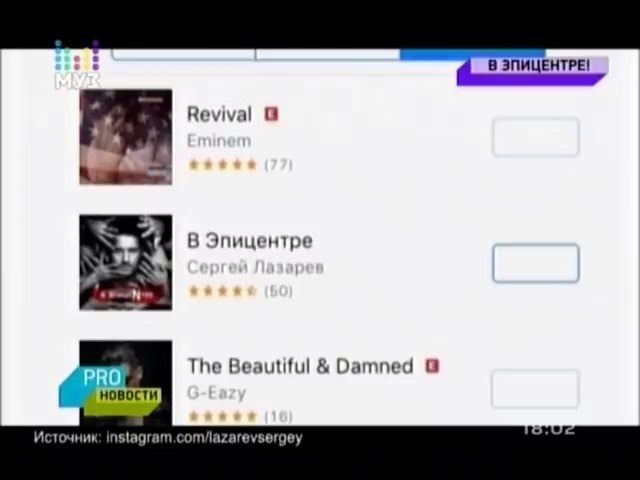 МУЗ
В ЭПИЦЕНТРЕ!
Revival E
Eminem
(77)
В Эпицентре
Сергей Лазарев
(50)
The Beautiful & Damned E
G-Eazy
(16)
PRO
НОВОСТИ
18:02
Источник: instagram.com/lazarevsergey